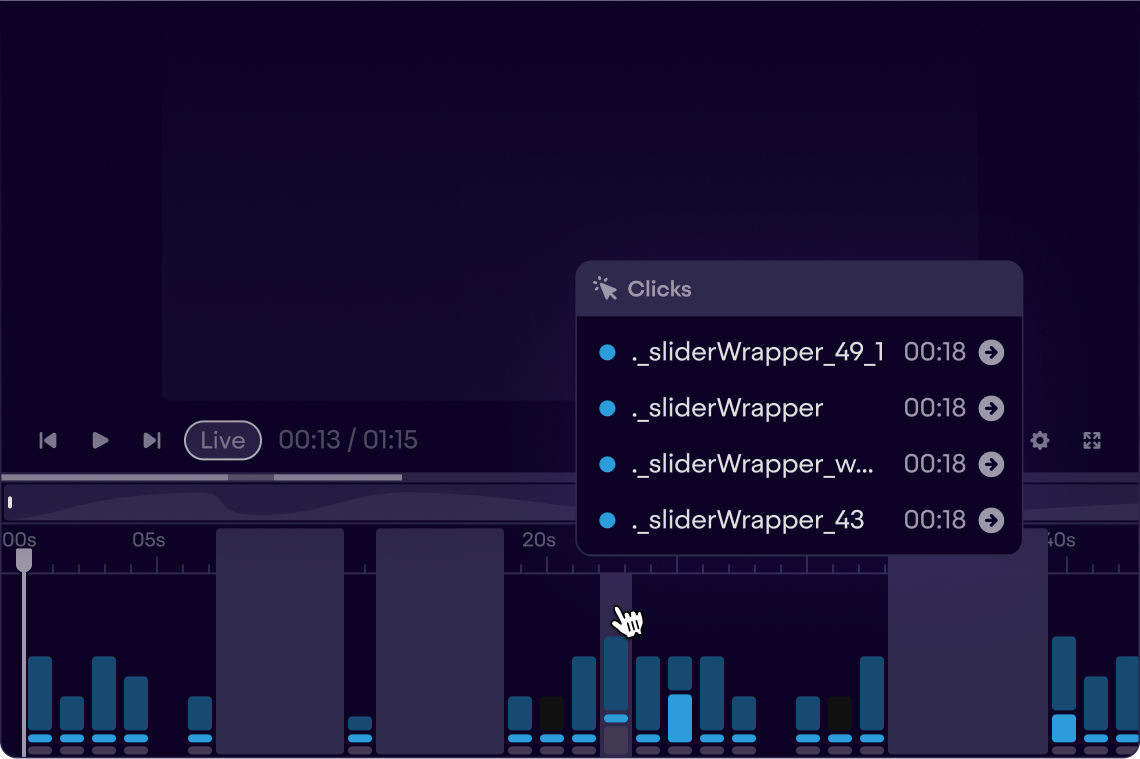 Clicks
._sliderWrapper_49_1 00:18
._sliderWrapper 00:18
._sliderWrapper_w... 00:18
._sliderWrapper_43 00:18
Live 00:13 / 01:15
00s 05s 20s 40s